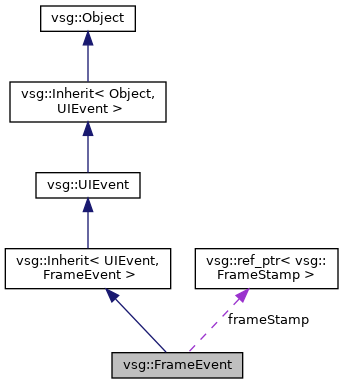 vsg::Object
vsg::Inherit< Object,
UIEvent >
vsg::UIEvent
vsg::Inherit< UIEvent,
FrameEvent >
vsg::ref_ptr< vsg::
FrameStamp >
frameStamp
vsg::FrameEvent